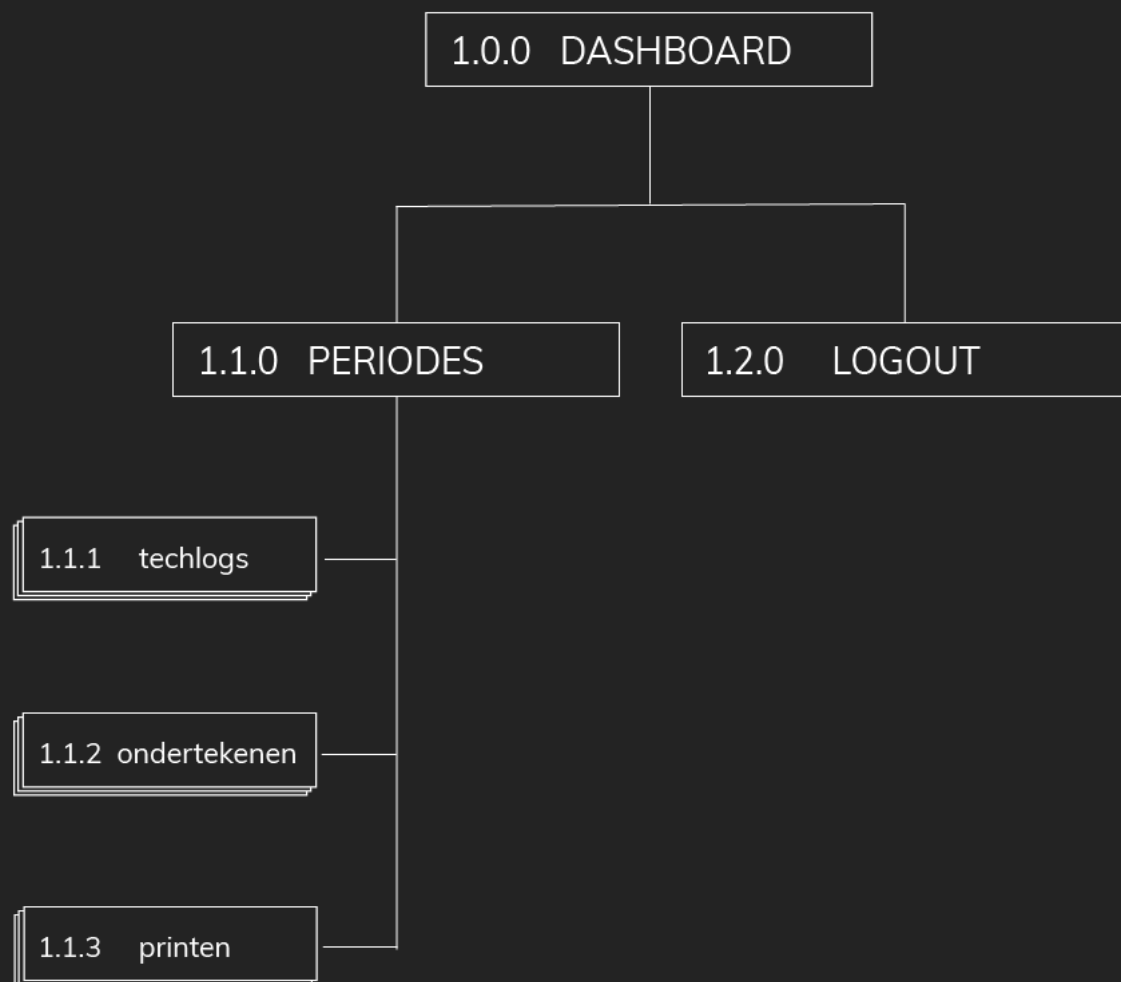 1.0.0 DASHBOARD
1.1.0 PERIODES
1.2.0 LOGOUT
1.1.1 techlogs
1.1.2 ondertekenen
1.1.3 printen